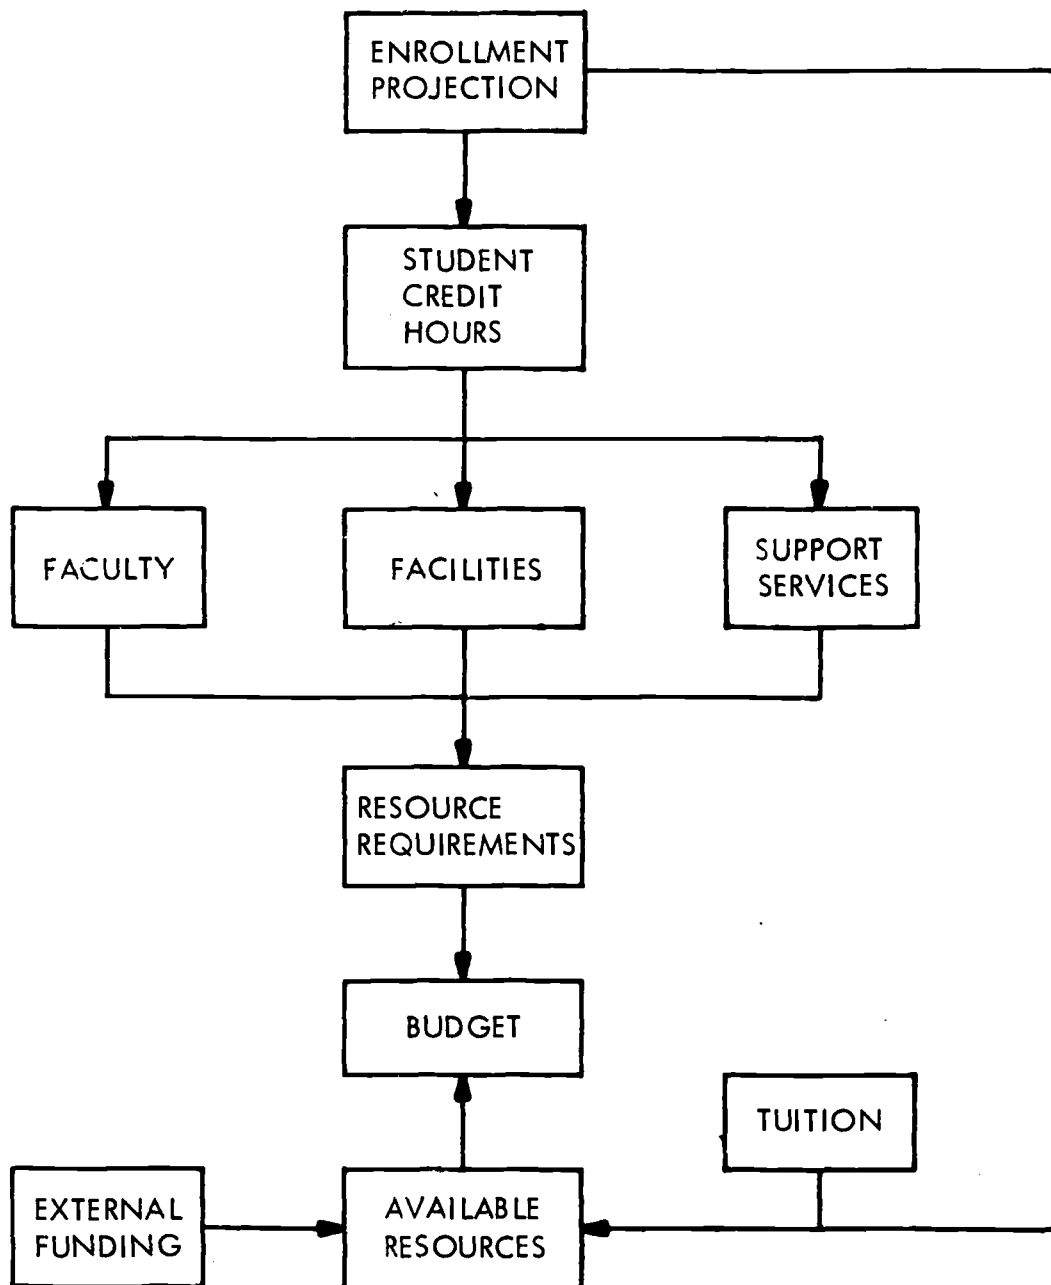 ENROLLMENT
PROJECTION
STUDENT
CREDIT
HOURS
FACULTY
FACILITIES
SUPPORT
SERVICES
RESOURCE
REQUIREMENTS
BUDGET
TUITION
EXTERNAL
FUNDING
AVAILABLE
RESOURCES